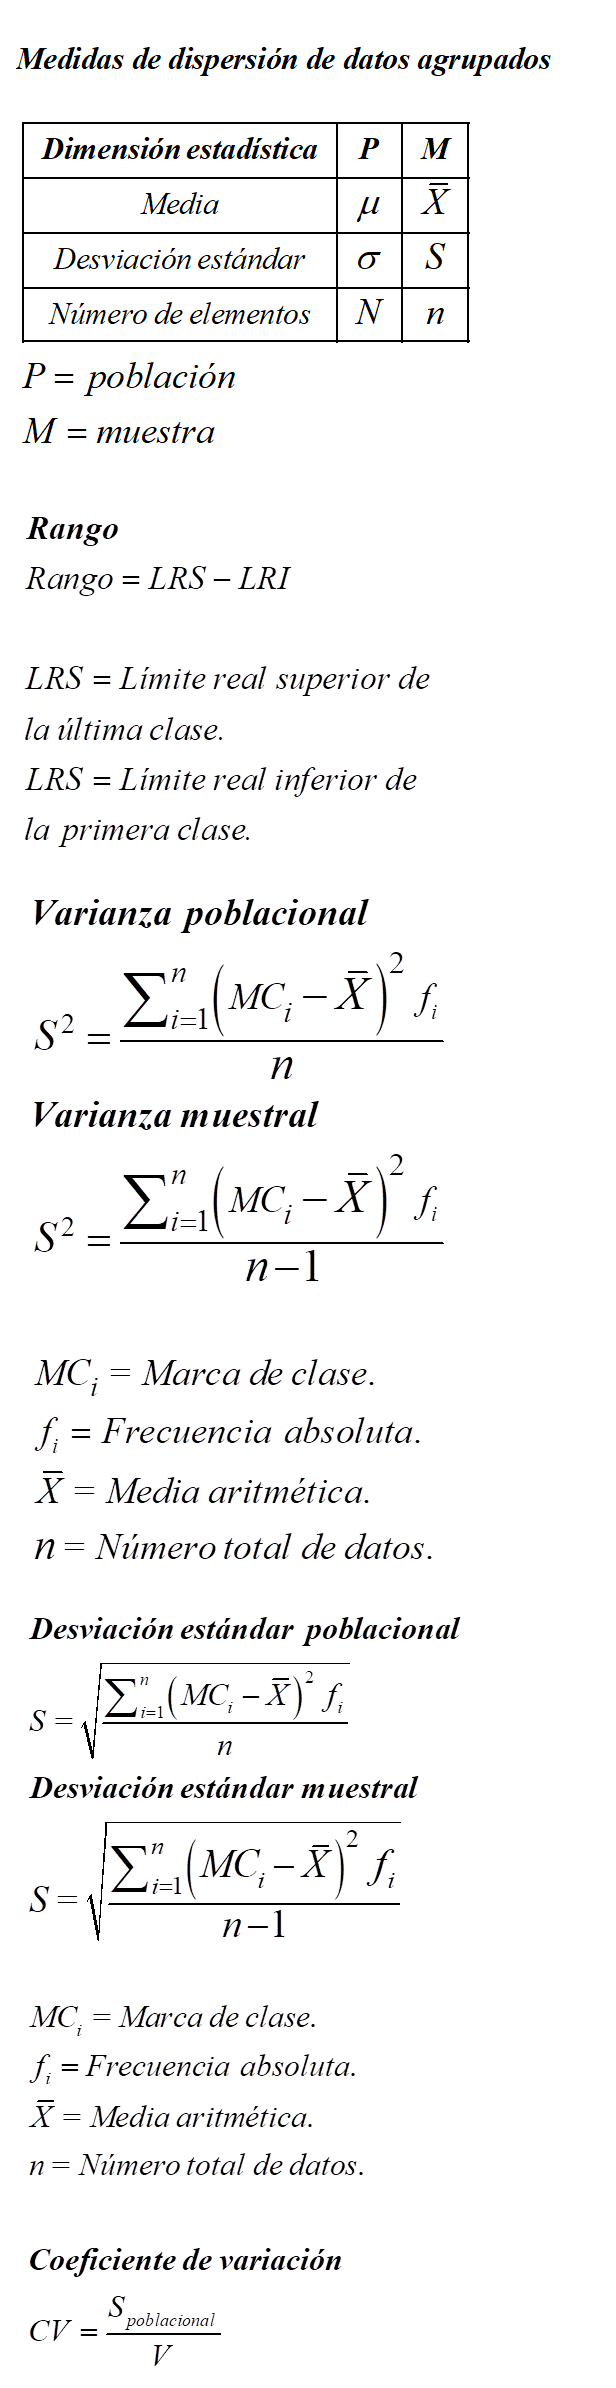 Medidas de dispersión de datos agrupados
Dimensión estadística P M
Media μ X̄
Desviación estándar σ S
Número de elementos N n
P = población
M = muestra
Rango
Rango = LRS − LRI
LRS = Límite real superior de
la última clase.
LRS = Límite real inferior de
la primera clase.
Varianza poblacional
S² = ∑ⁿᵢ₌₁(MCᵢ − X̄)² fᵢ / n
Varianza muestral
S² = ∑ⁿᵢ₌₁(MCᵢ − X̄)² fᵢ / n−1
MCᵢ = Marca de clase.
fᵢ = Frecuencia absoluta.
X̄ = Media aritmética.
n = Número total de datos.
Desviación estándar poblacional
S = √(∑ⁿᵢ₌₁(MCᵢ − X̄)² fᵢ / n)
Desviación estándar muestral
S = √(∑ⁿᵢ₌₁(MCᵢ − X̄)² fᵢ / n−1)
MCᵢ = Marca de clase.
fᵢ = Frecuencia absoluta.
X̄ = Media aritmética.
n = Número total de datos.
Coeficiente de variación
CV = S poblacional / V